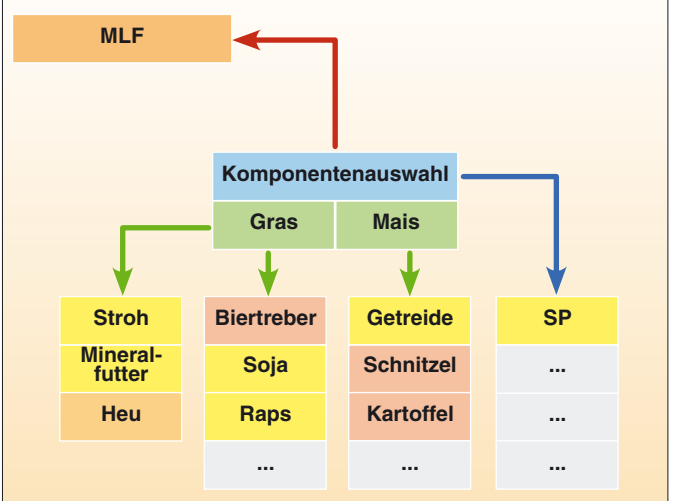 MLF
Komponentenauswahl
Gras
Mais
Stroh
Biertreber
Getreide
SP
Mineral-
futter
Soja
Schnitzel
...
Heu
Raps
Kartoffel
...
...
...
...